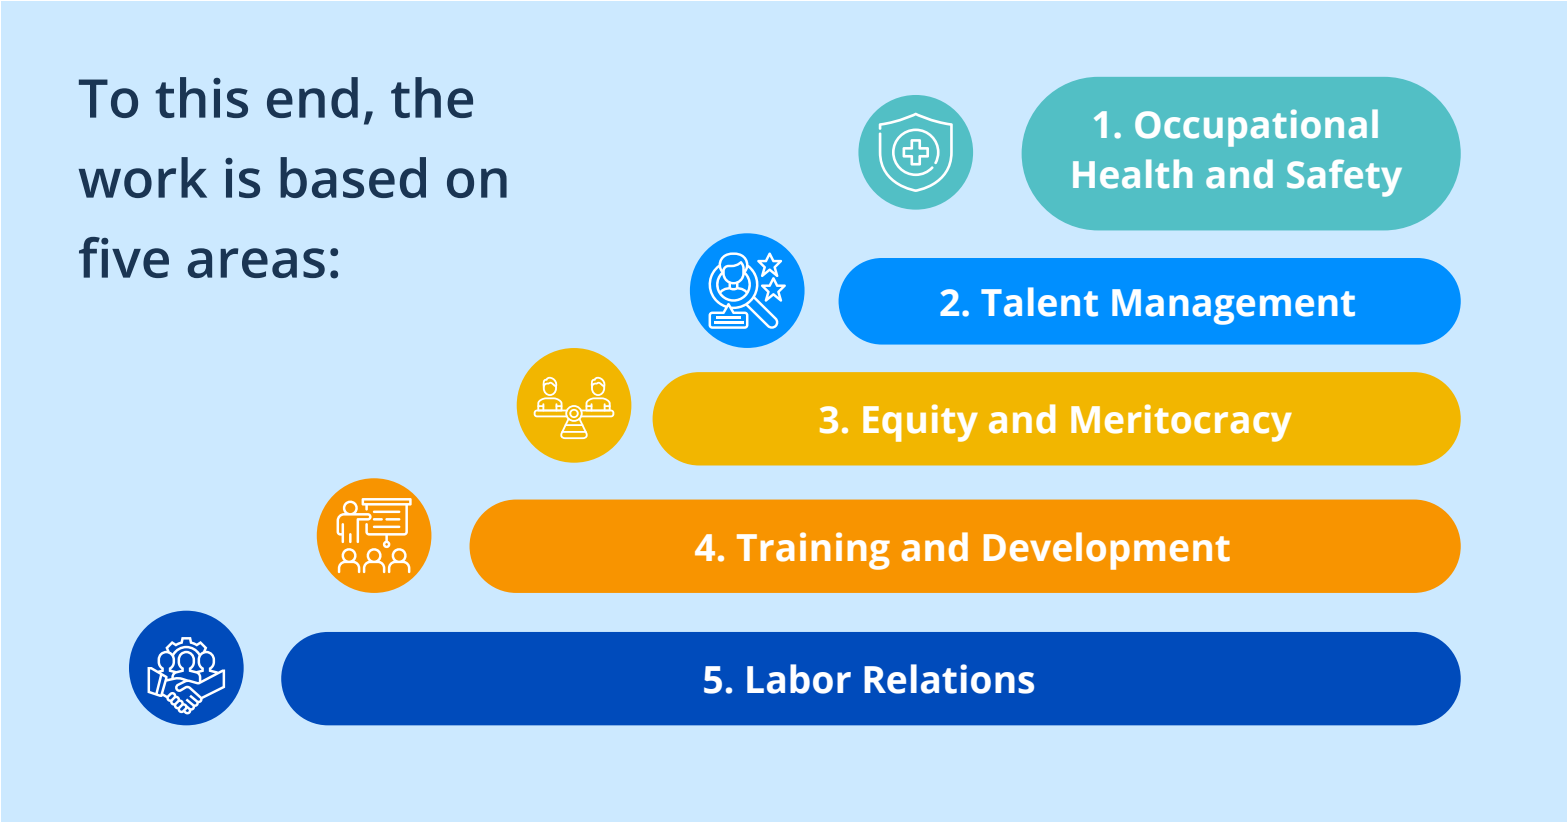 To this end, the
work is based on
five areas:
1. Occupational
Health and Safety
2. Talent Management
3. Equity and Meritocracy
4. Training and Development
5. Labor Relations